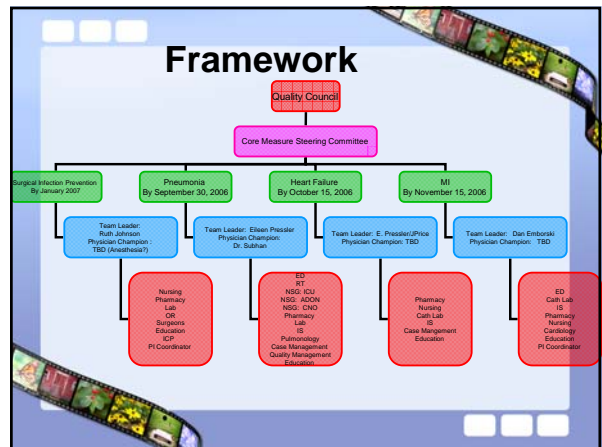 Framework
Quality Council
Core Measure Steering Committee
Surgical Infection Prevention
By January 2007
Pneumonia
By September 30, 2006
Heart Failure
By October 15, 2006
MI
By November 15, 2006
Team Leader:
Ruth Johnson
Physician Champion :
TBD (Anesthesia?)
Team Leader: Eileen Pressler
Physician Champion:
Dr. Subhan
Team Leader: E. Pressler/JPrice
Physician Champion: TBD
Team Leader: Dan Emborski
Physician Champion: TBD
Nursing
Pharmacy
Lab
OR
Surgeons
Education
ICP
PI Coordinator
ED
RT
NSG: ICU
NSG: ADON
NSG: CNO
Pharmacy
Lab
IS
Pulmonology
Case Management
Quality Management
Education
Pharmacy
Nursing
Cath Lab
IS
Case Mangement
Education
ED
Cath Lab
IS
Pharmacy
Nursing
Cardiology
Education
PI Coordinator